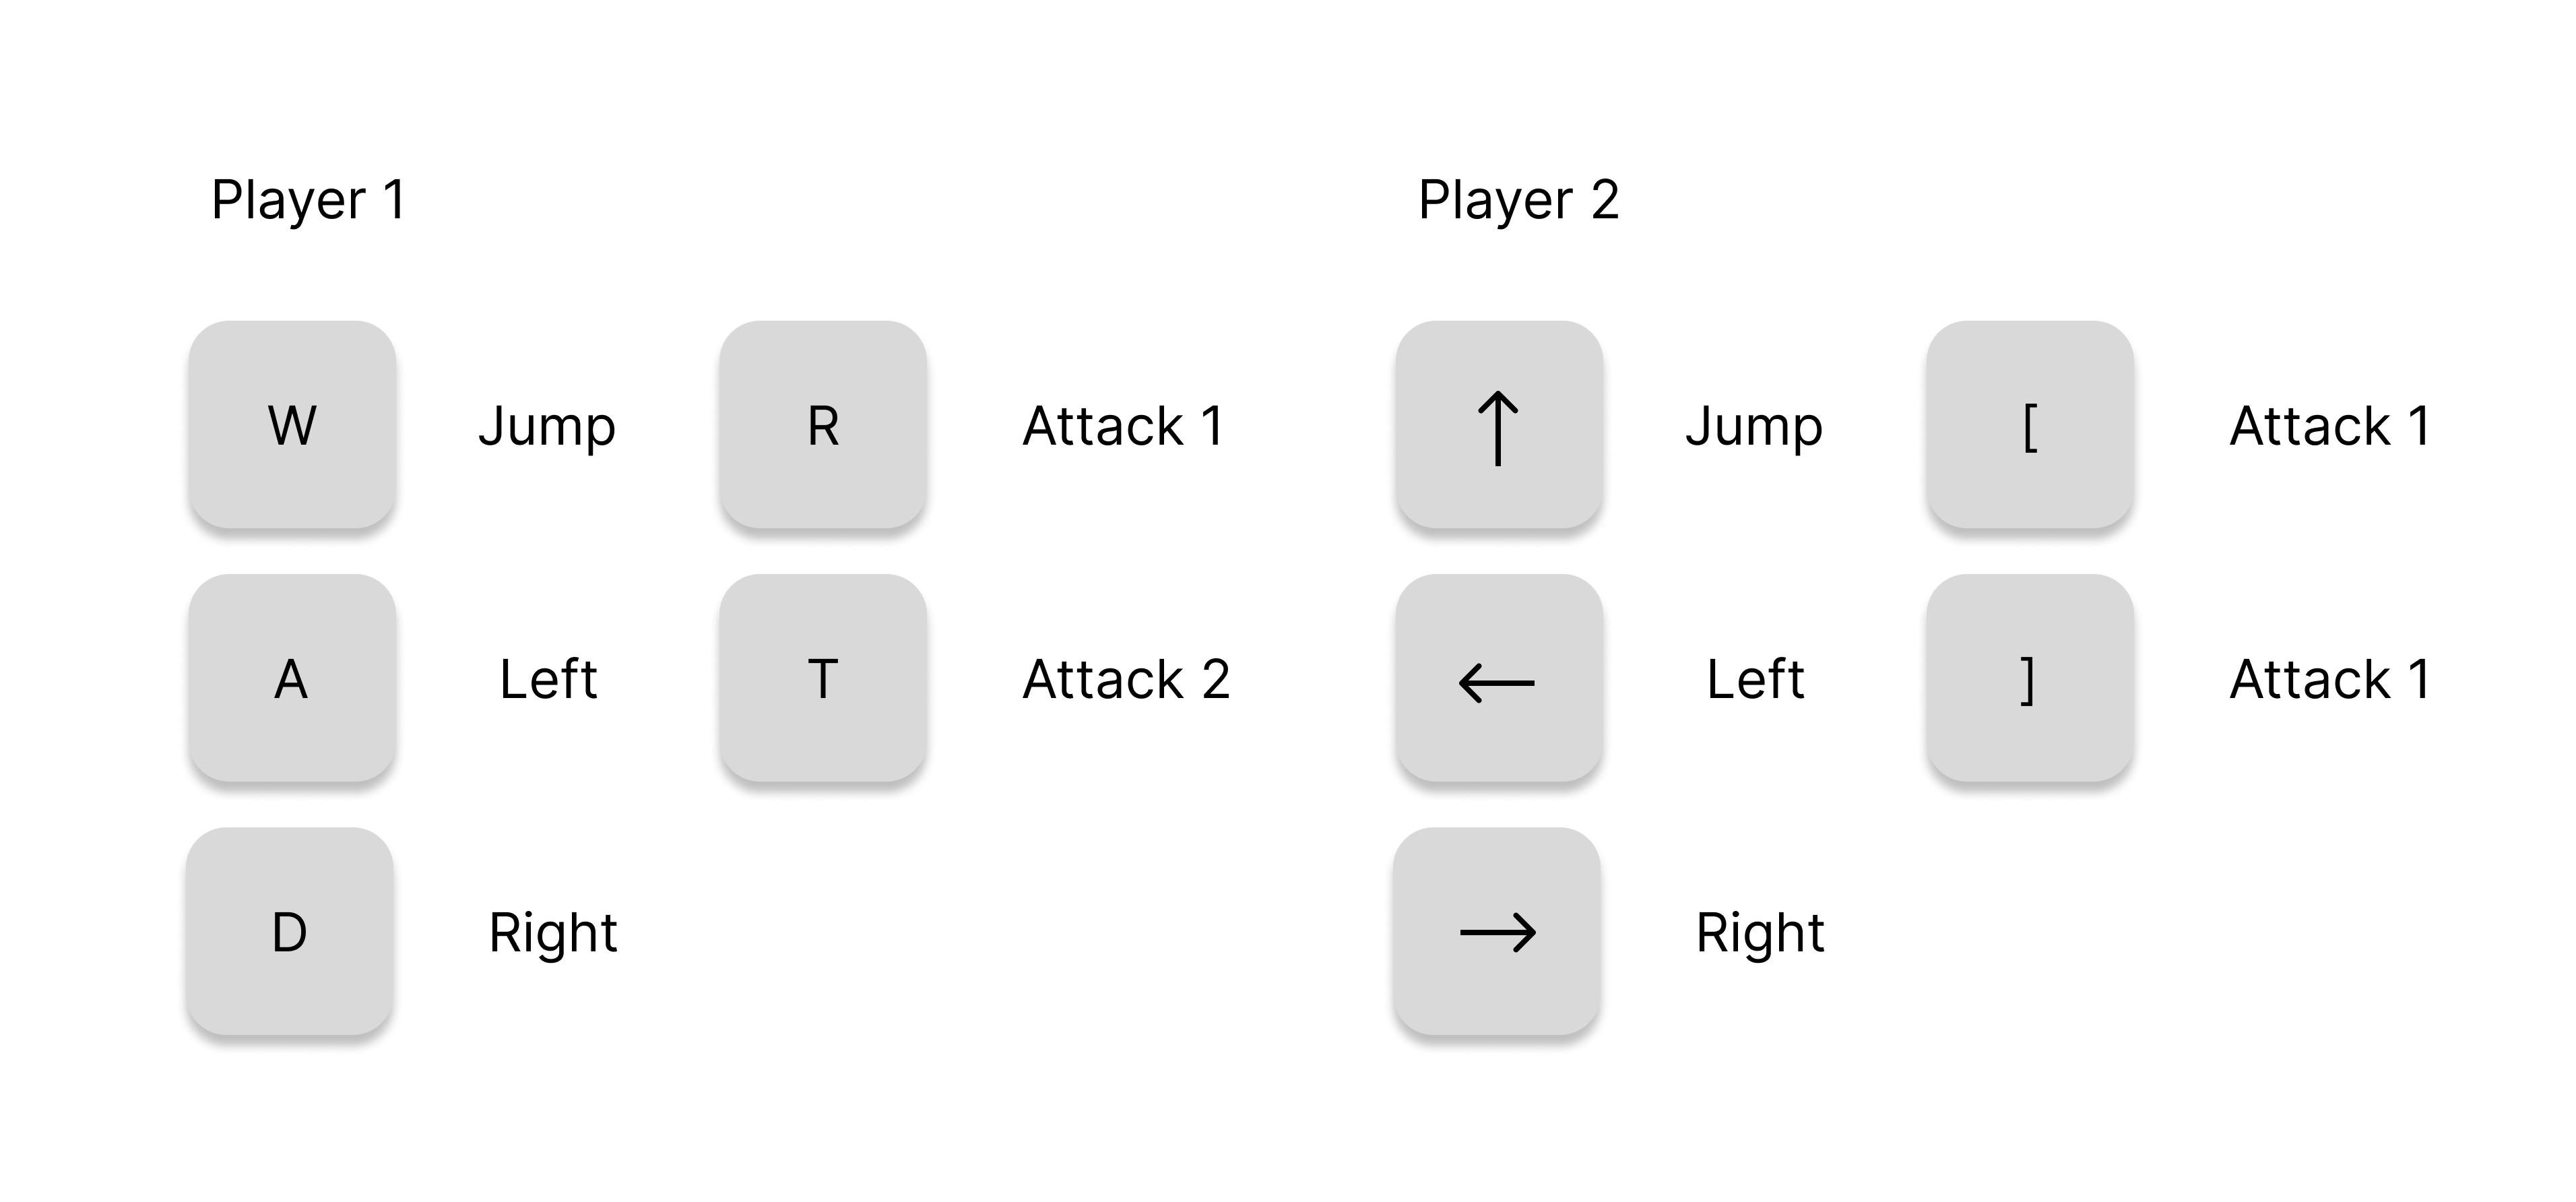 Player 1
W Jump R Attack 1
A Left T Attack 2
D Right
Player 2
↑ Jump [ Attack 1
← Left ] Attack 1
→ Right